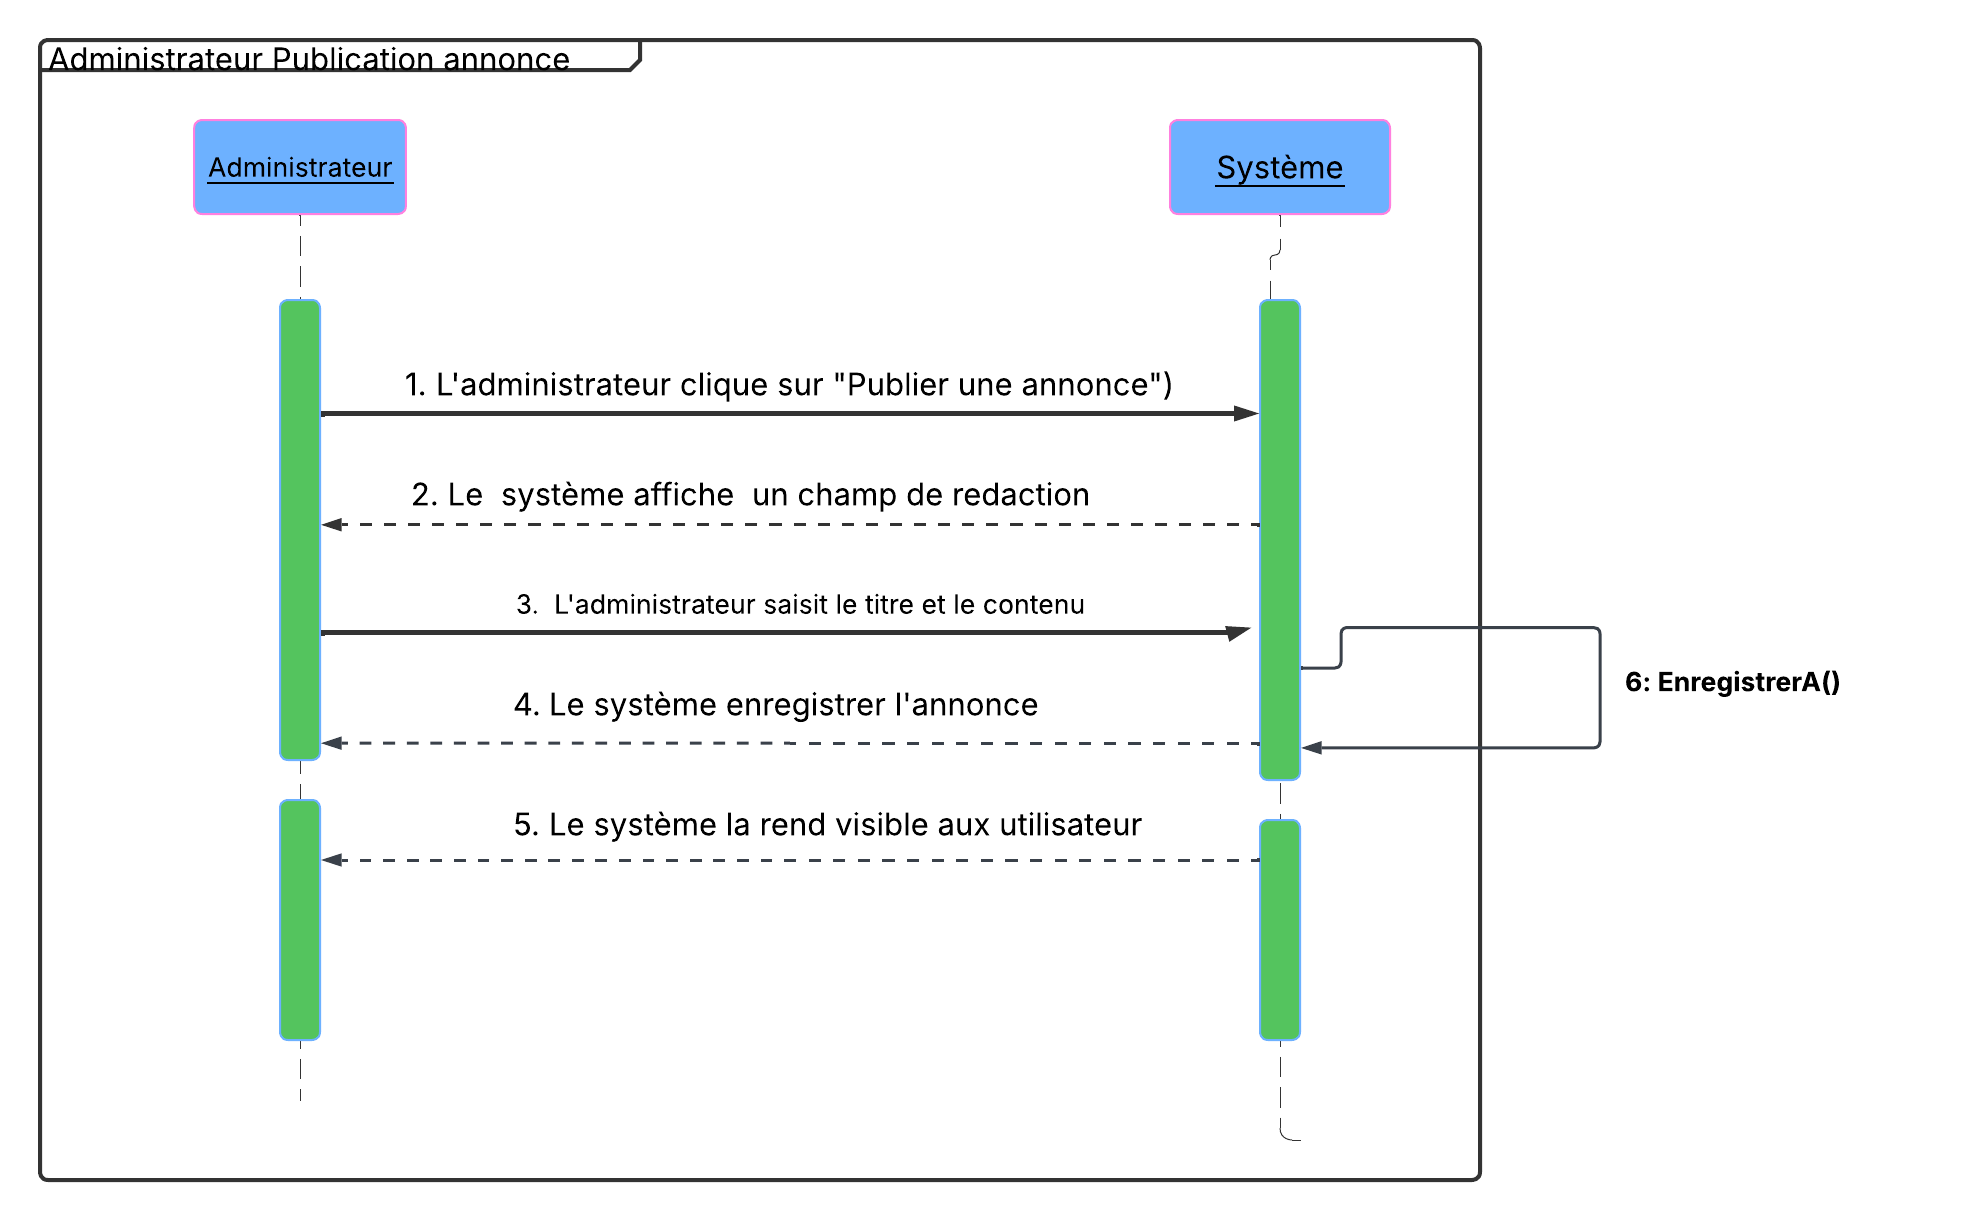 Administrateur Publication annonce
Administrateur
Système
1. L'administrateur clique sur "Publier une annonce")
2. Le  système affiche  un champ de redaction
3.  L'administrateur saisit le titre et le contenu
6: EnregistrerA()
4. Le système enregistrer l'annonce
5. Le système la rend visible aux utilisateur